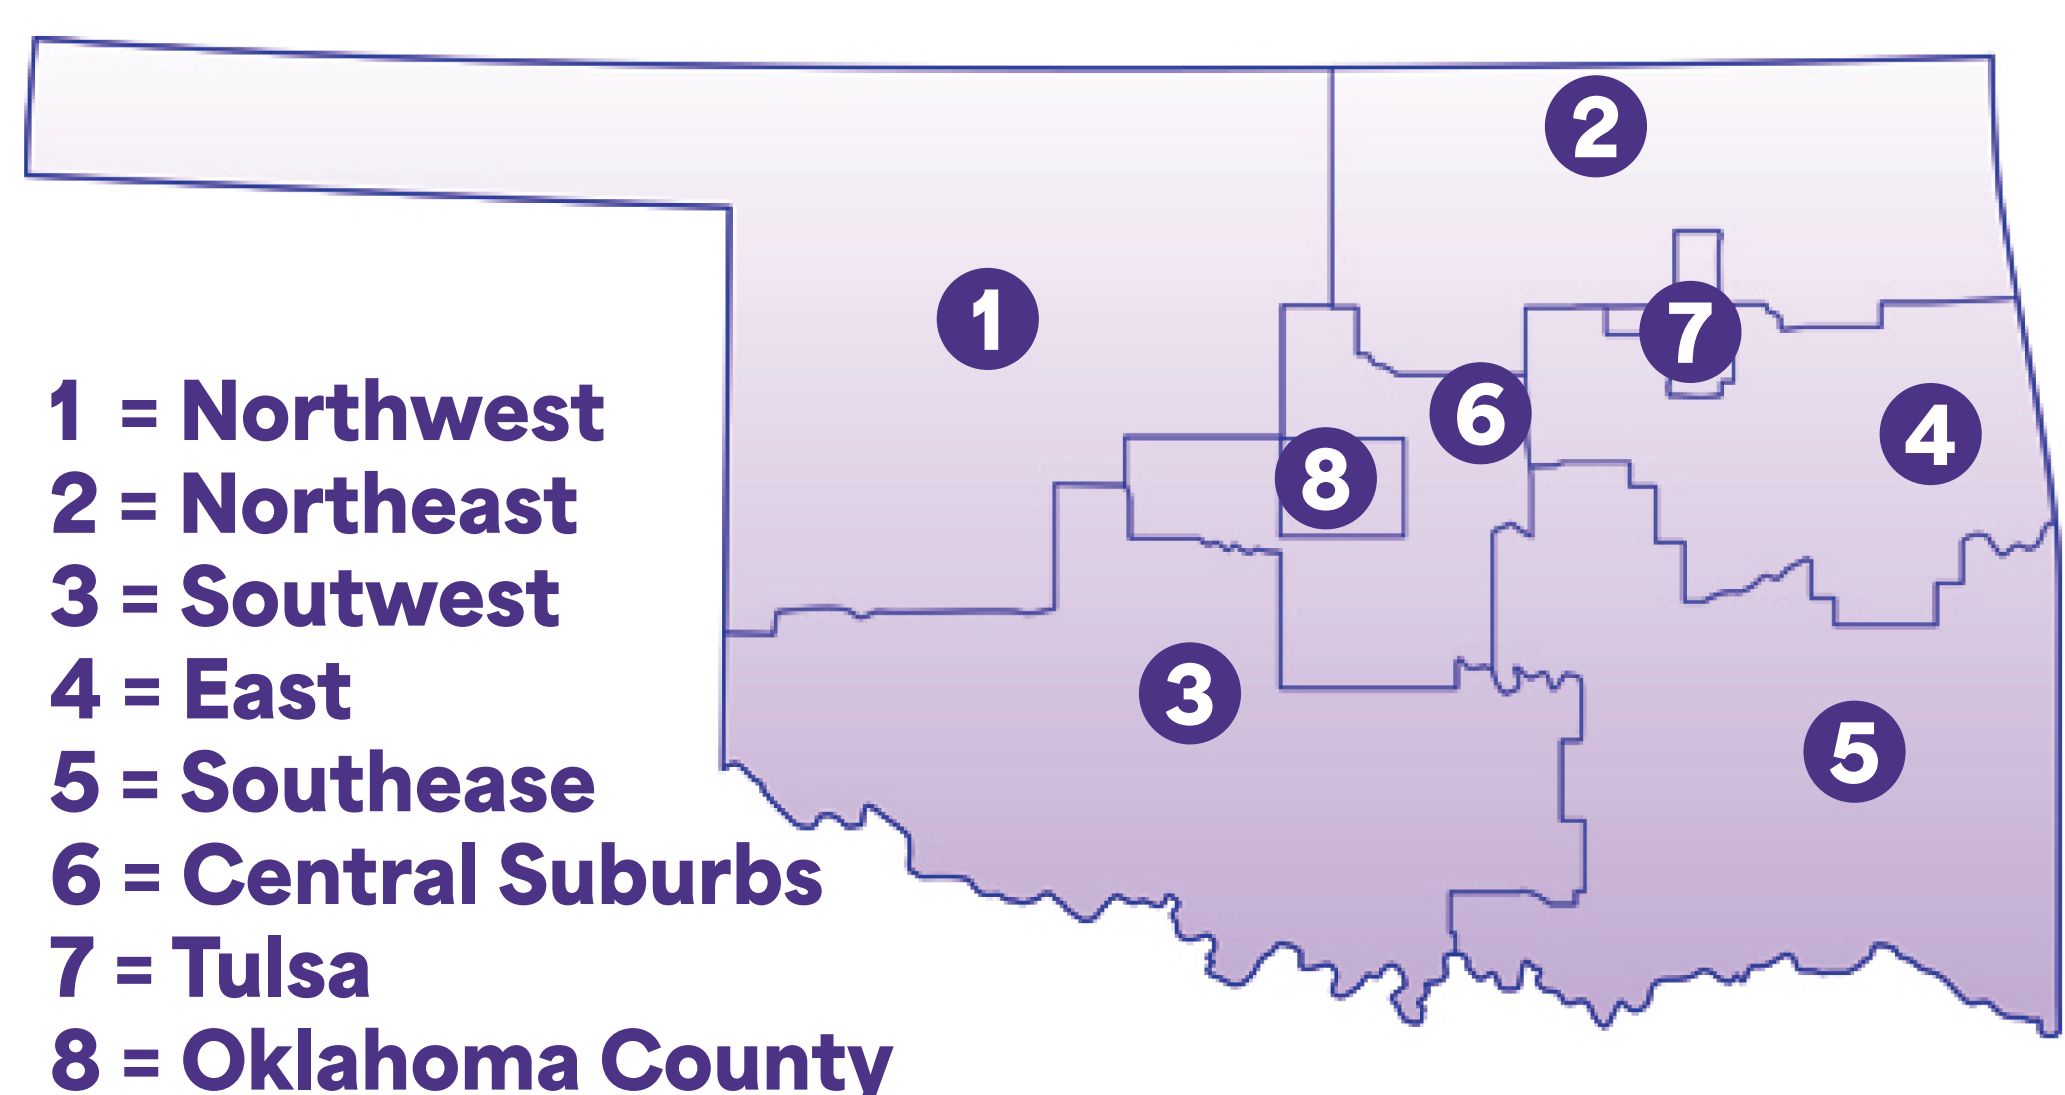 2
1
7
6
4
8
3
5
1 = Northwest
2 = Northeast
3 = Soutwest
4 = East
5 = Southease
6 = Central Suburbs
7 = Tulsa
8 = Oklahoma County